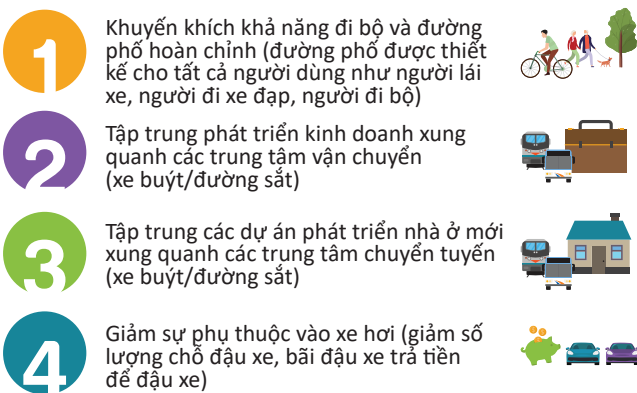 1
Khuyến khích khả năng đi bộ và đường
phố hoàn chỉnh (đường phố được thiết
kế cho tất cả người dùng như người lái
xe, người đi xe đạp, người đi bộ)
2
Tập trung phát triển kinh doanh xung
quanh các trung tâm vận chuyển
(xe buýt/đường sắt)
3
Tập trung các dự án phát triển nhà ở mới
xung quanh các trung tâm chuyển tuyến
(xe buýt/đường sắt)
4
Giảm sự phụ thuộc vào xe hơi (giảm số
lượng chỗ đậu xe, bãi đậu xe trả tiền
để đậu xe)